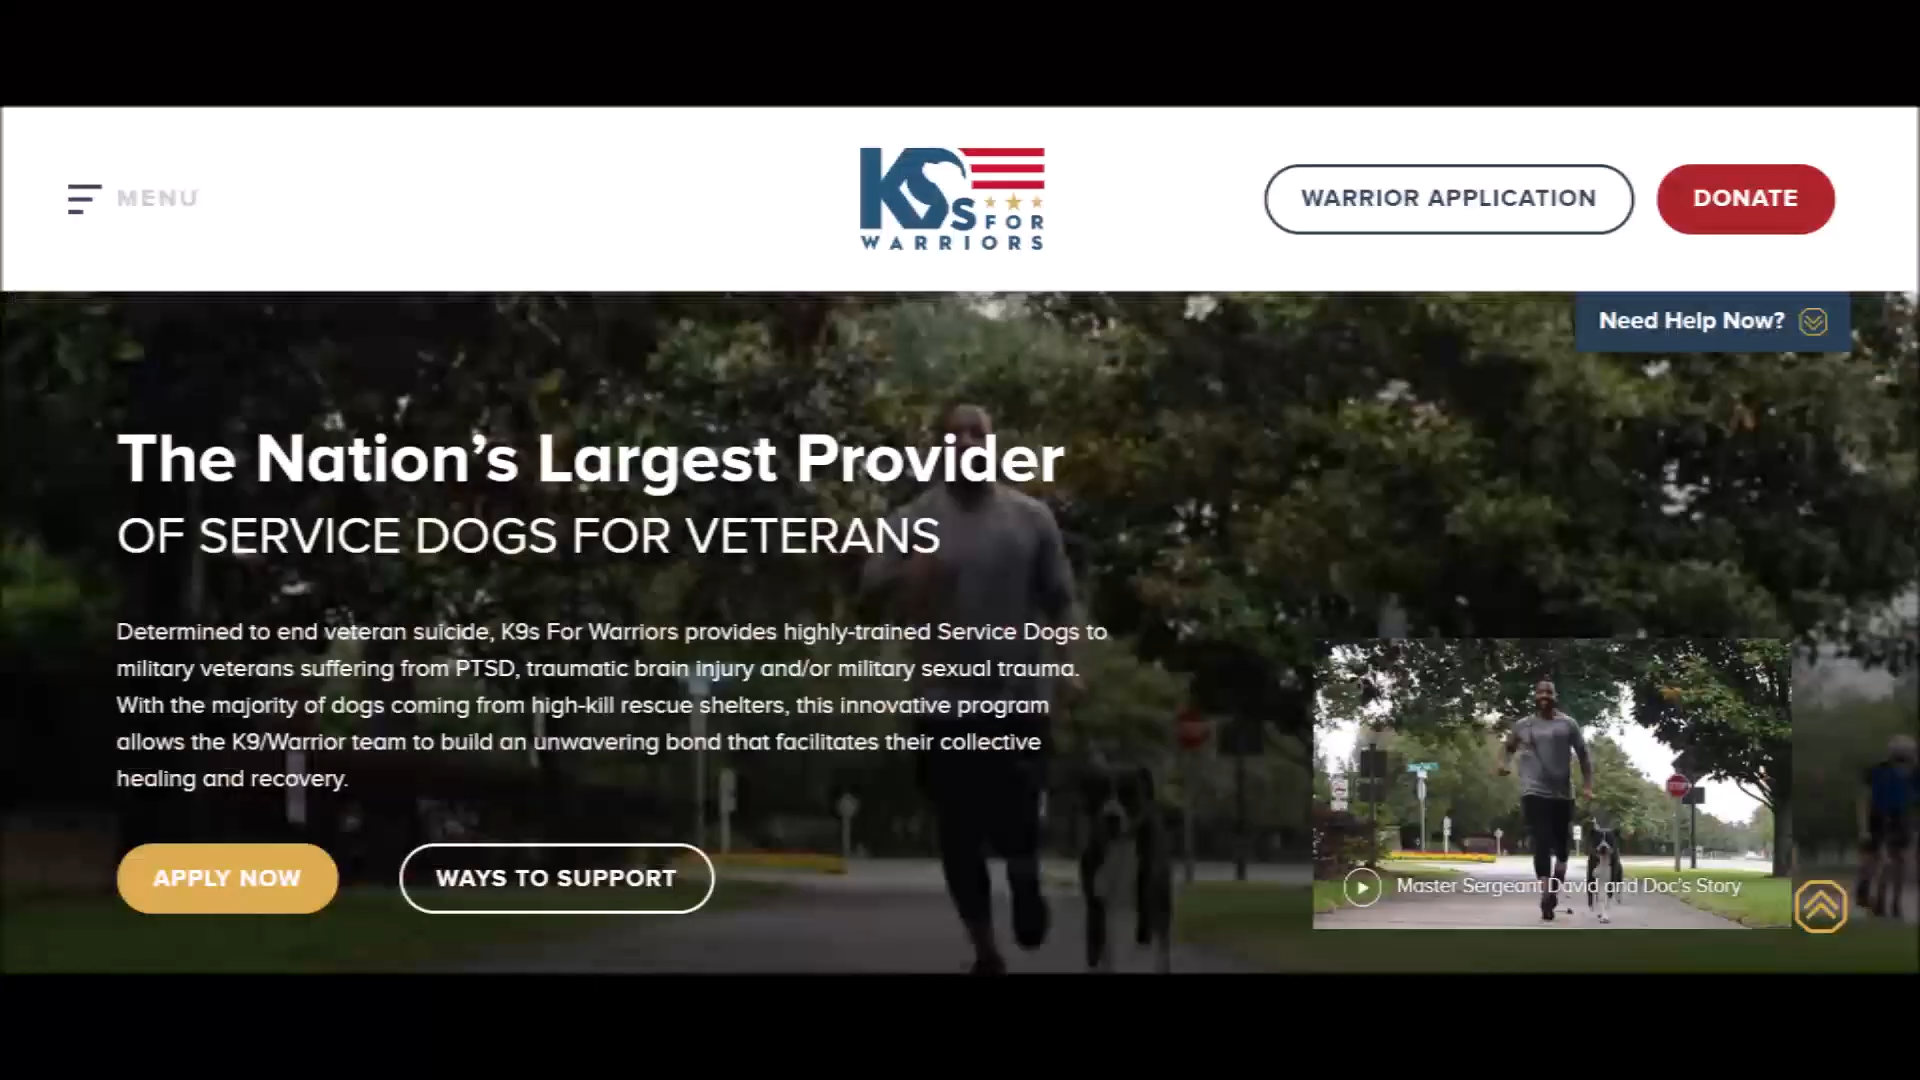 MENU
K9s FOR
WARRIORS
WARRIOR APPLICATION
DONATE
Need Help Now?
The Nation’s Largest Provider
OF SERVICE DOGS FOR VETERANS
Determined to end veteran suicide, K9s For Warriors provides highly-trained Service Dogs to
military veterans suffering from PTSD, traumatic brain injury and/or military sexual trauma.
With the majority of dogs coming from high-kill rescue shelters, this innovative program
allows the K9/Warrior team to build an unwavering bond that facilitates their collective
healing and recovery.
APPLY NOW
WAYS TO SUPPORT
Master Sergeant David and Doc's Story